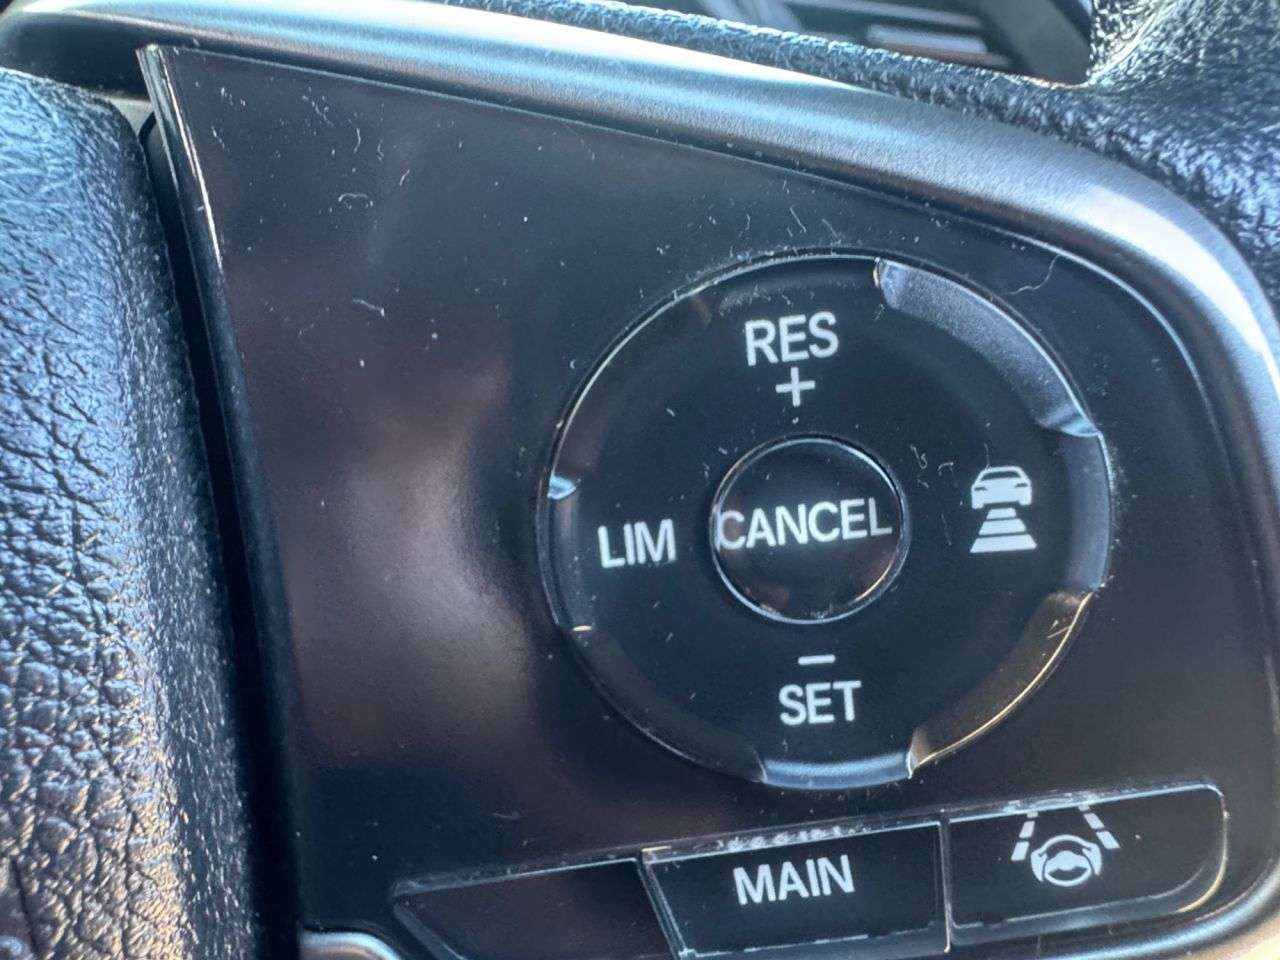 RES
+
LIM
CANCEL
−
SET
MAIN